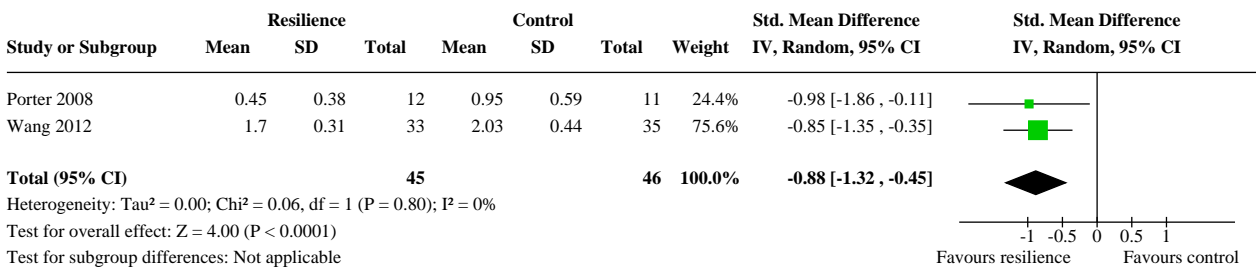 Resilience Control Std. Mean Difference Std. Mean Difference
Study or Subgroup Mean SD Total Mean SD Total Weight IV, Random, 95% CI IV, Random, 95% CI
Porter 2008 0.45 0.38 12 0.95 0.59 11 24.4% -0.98 [-1.86 , -0.11]
Wang 2012 1.7 0.31 33 2.03 0.44 35 75.6% -0.85 [-1.35 , -0.35]
Total (95% CI) 45 46 100.0% -0.88 [-1.32 , -0.45]
Heterogeneity: Tau² = 0.00; Chi² = 0.06, df = 1 (P = 0.80); I² = 0%
Test for overall effect: Z = 4.00 (P < 0.0001) -1 -0.5 0 0.5 1
Test for subgroup differences: Not applicable Favours resilience Favours control